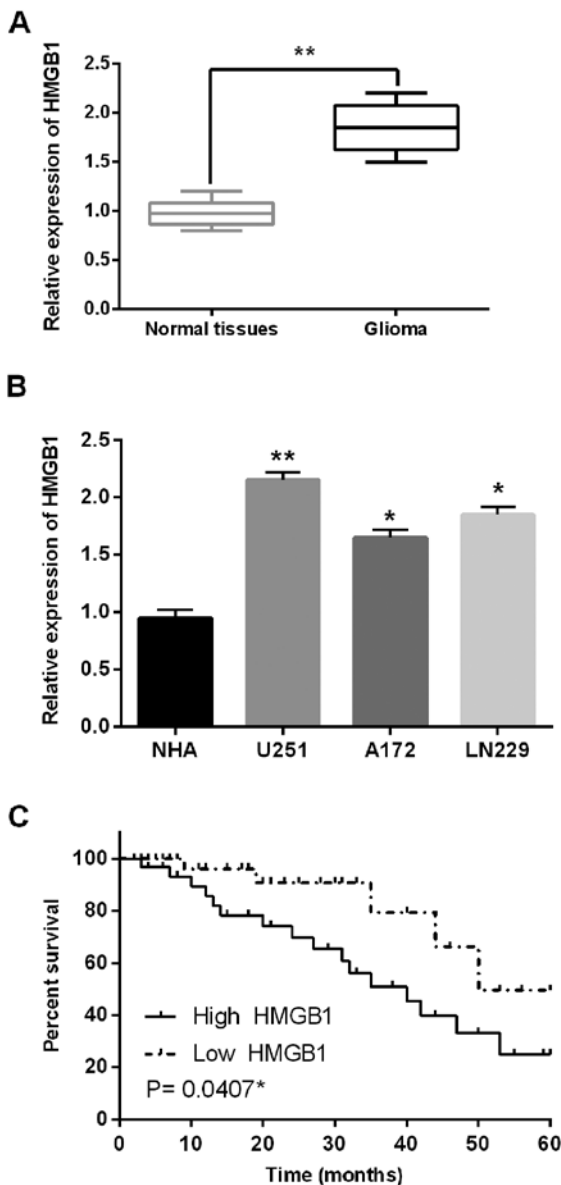 A
Relative expression of HMGB1
2.5
2.0
1.5
1.0
0.5
0.0
**
Normal tissues Glioma
B
Relative expression of HMGB1
2.5
2.0
1.5
1.0
0.5
0.0
**
*
*
NHA U251 A172 LN229
C
Percent survival
100
80
60
40
20
0
High HMGB1
Low HMGB1
P= 0.0407*
0 10 20 30 40 50 60
Time (months)